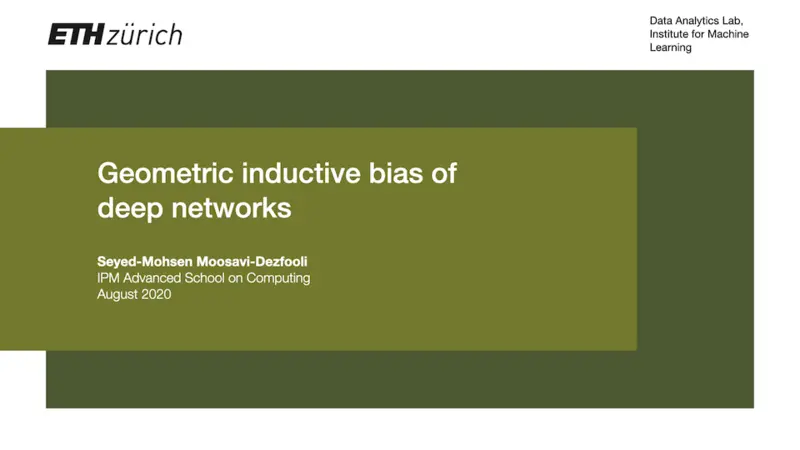 ETH zürich
Data Analytics Lab,
Institute for Machine
Learning
Geometric inductive bias of
deep networks
Seyed-Mohsen Moosavi-Dezfooli
IPM Advanced School on Computing
August 2020